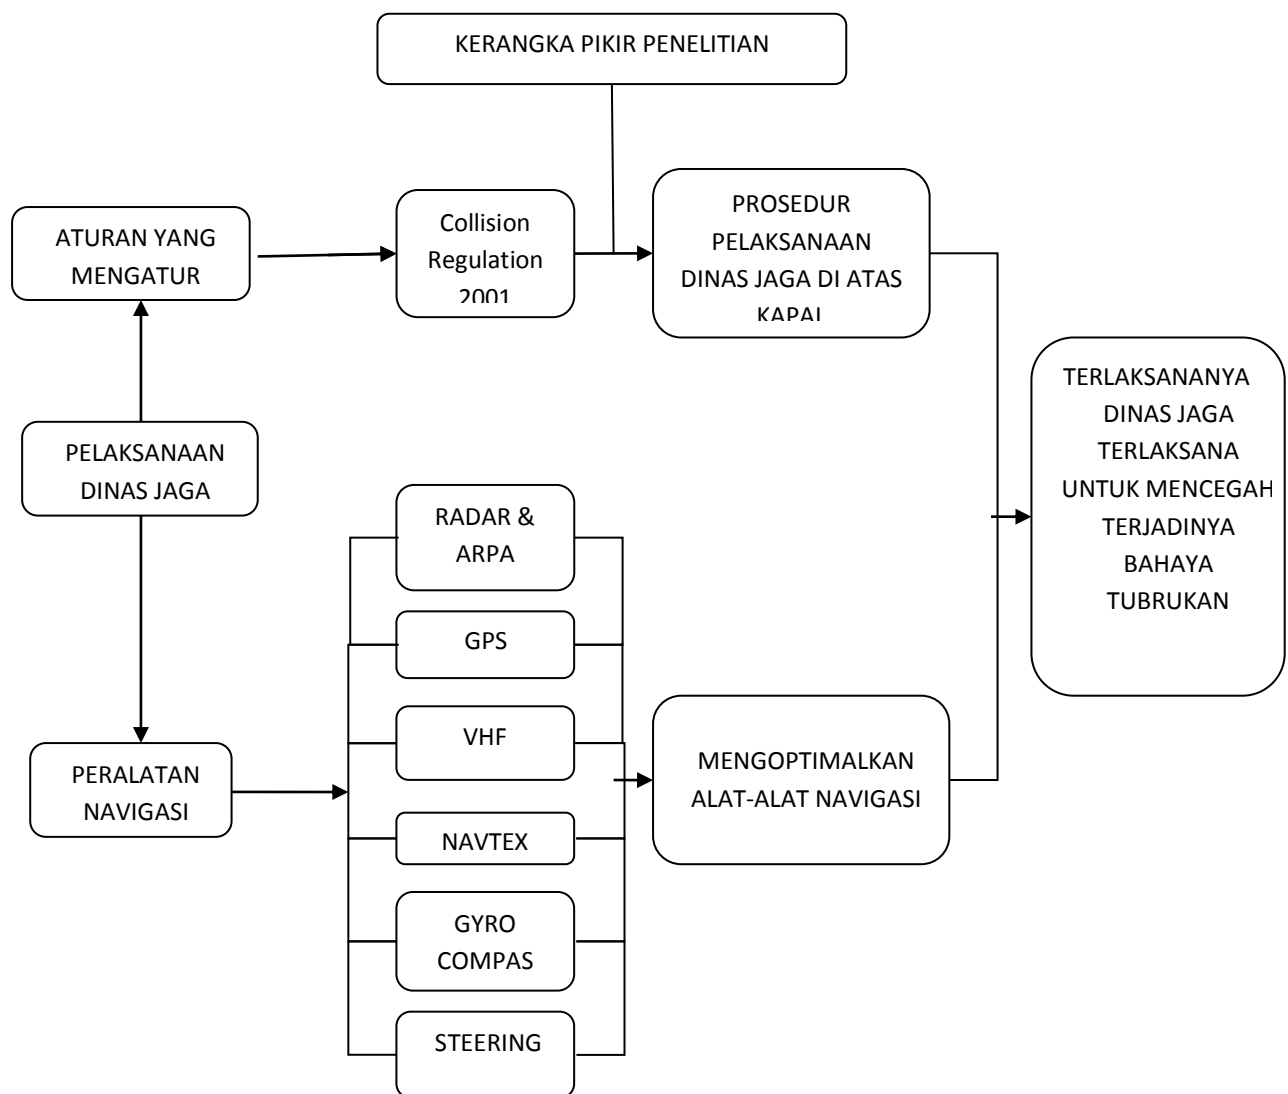 KERANGKA PIKIR PENELITIAN
ATURAN YANG
MENGATUR
Collision
Regulation
2001
PROSEDUR
PELAKSANAAN
DINAS JAGA DI ATAS
KAPAL
PELAKSANAAN
DINAS JAGA
TERLAKSANANYA
DINAS JAGA
TERLAKSANA
UNTUK MENCEGAH
TERJADINYA
BAHAYA
TUBRUKAN
PERALATAN
NAVIGASI
RADAR &
ARPA
GPS
VHF
NAVTEX
GYRO
COMPAS
STEERING
MENGOPTIMALKAN
ALAT-ALAT NAVIGASI